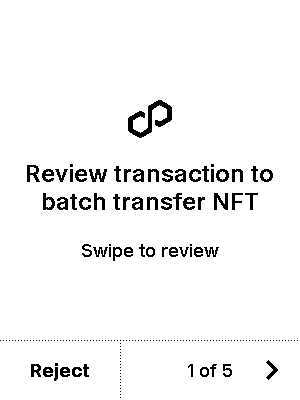 Review transaction to
batch transfer NFT
Swipe to review
Reject
1 of 5